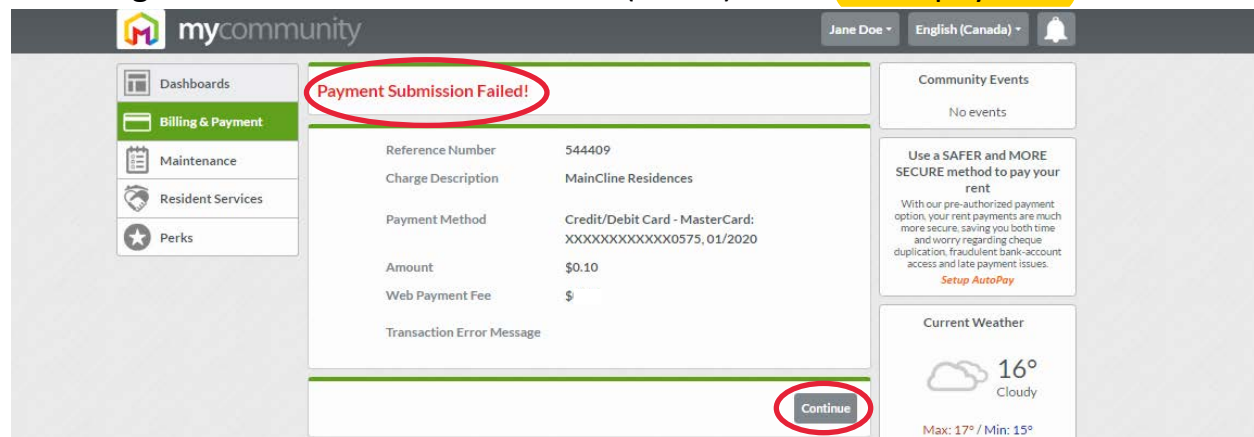 mycommunity
Jane Doe
English (Canada)
Dashboards
Billing & Payment
Maintenance
Resident Services
Perks
Payment Submission Failed!
Reference Number 544409
Charge Description MainCline Residences
Payment Method Credit/Debit Card - MasterCard:
XXXXXXXXXXXX0575, 01/2020
Amount $0.10
Web Payment Fee $
Transaction Error Message
Continue
Community Events
No events
Use a SAFER and MORE
SECURE method to pay your
rent
With our pre-authorized payment
option, your rent payments are much
more secure, saving you both time
and worry regarding cheque
duplication, fraudulent bank-account
access and late payment issues.
Setup AutoPay
Current Weather
16°
Cloudy
Max: 17° / Min: 15°